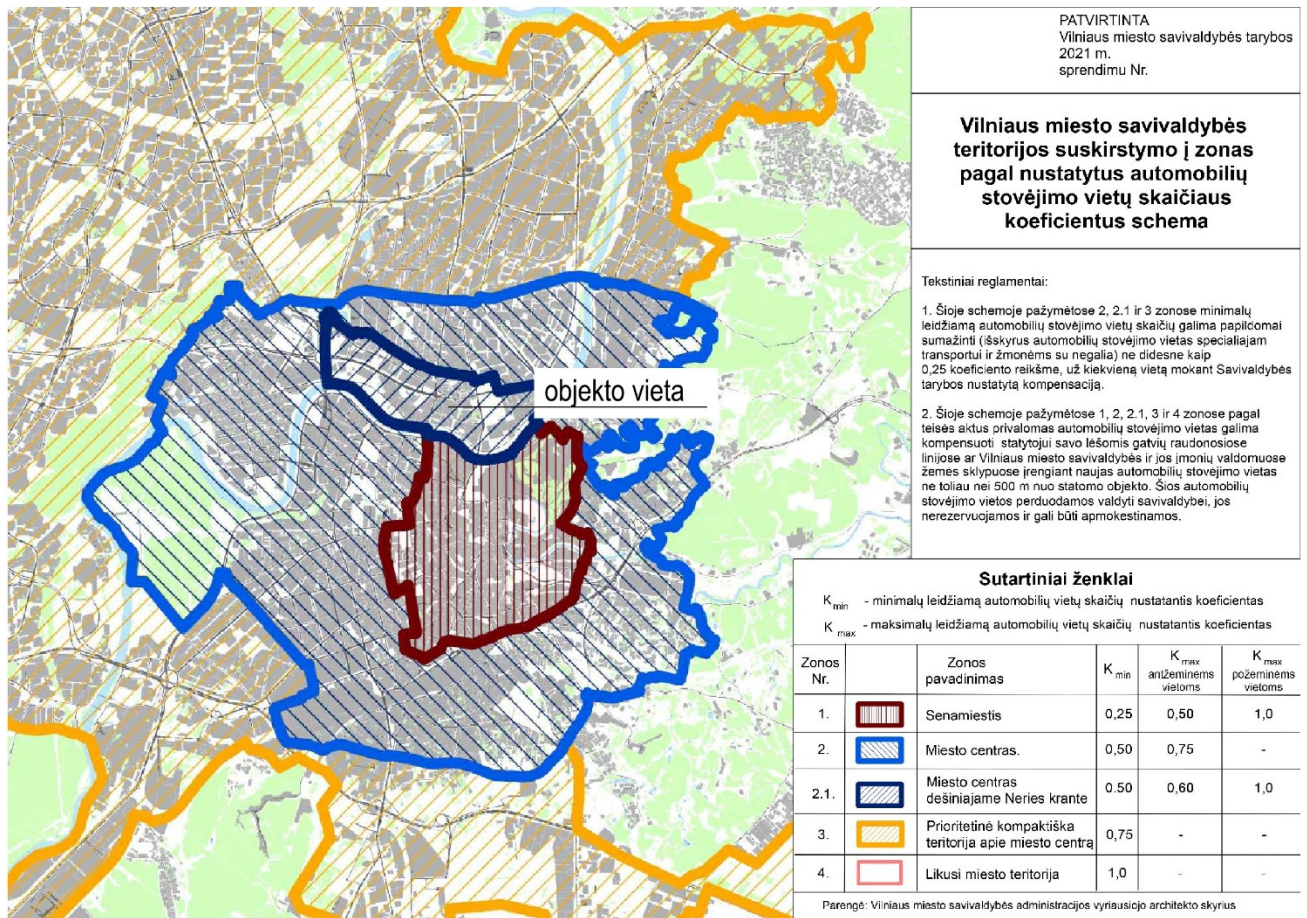 PATVIRTINTA
Vilniaus miesto savivaldybės tarybos
2021 m.
sprendimu Nr.
Vilniaus miesto savivaldybės
teritorijos suskirstymo į zonas
pagal nustatytus automobilių
stovėjimo vietų skaičiaus
koeficientus schema
Tekstiniai reglamentai:
1. Šioje schemoje pažymėtose 2, 2.1 ir 3 zonose minimalų
leidžiamą automobilių stovėjimo vietų skaičių galima papildomai
sumažinti (išskyrus automobilių stovėjimo vietas specialiajam
transportui ir žmonėms su negalia) ne didesne kaip
0,25 koeficiento reikšme, už kiekvieną vietą mokant Savivaldybės
tarybos nustatytą kompensaciją.
2. Šioje schemoje pažymėtose 1, 2, 2.1, 3 ir 4 zonose pagal
teisės aktus privalomas automobilių stovėjimo vietas galima
kompensuoti statytojui savo lėšomis gatvių raudonosiose
linijose ar Vilniaus miesto savivaldybės ir jos įmonių valdomuose
žemės sklypuose įrengiant naujas automobilių stovėjimo vietas
ne toliau nei 500 m nuo statomo objekto. Šios automobilių
stovėjimo vietos perduodamos valdyti savivaldybei, jos
nerezervuojamos ir gali būti apmokestinamos.
objekto vieta
Sutartiniai ženklai
K min - minimalų leidžiamą automobilių vietų skaičių nustatantis koeficientas
K max - maksimalų leidžiamą automobilių vietų skaičių nustatantis koeficientas
Zonos Nr. Zonos pavadinimas K min K max antžeminėms vietoms K max požeminėms vietoms
1. Senamiestis 0,25 0,50 1,0
2. Miesto centras. 0,50 0,75 -
2.1. Miesto centras dešiniajame Neries krante 0.50 0,60 1,0
3. Prioritetinė kompaktiška teritorija apie miesto centrą 0,75 - -
4. Likusi miesto teritorija 1,0 - -
Parengė: Vilniaus miesto savivaldybės administracijos vyriausiojo architekto skyrius